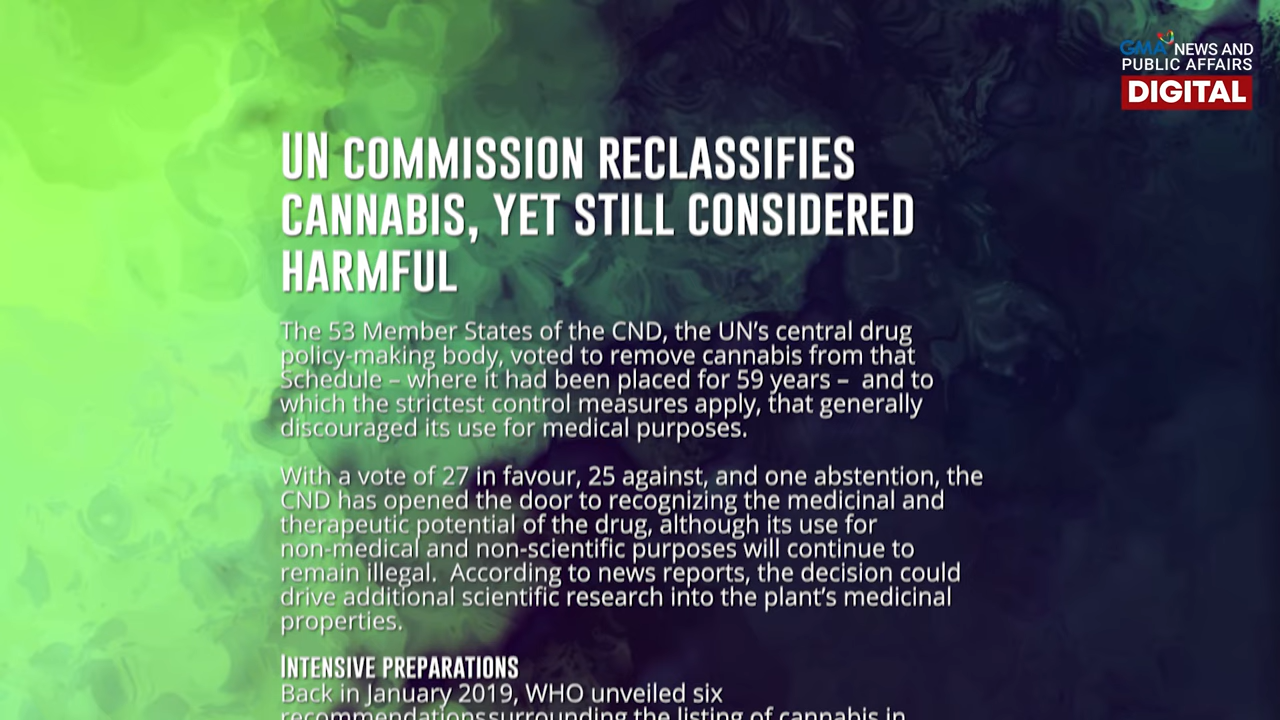 GMA NEWS AND
PUBLIC AFFAIRS
DIGITAL
UN COMMISSION RECLASSIFIES
CANNABIS, YET STILL CONSIDERED
HARMFUL
The 53 Member States of the CND, the UN's central drug
policy-making body, voted to remove cannabis from that
Schedule – where it had been placed for 59 years –  and to
which the strictest control measures apply, that generally
discouraged its use for medical purposes.
With a vote of 27 in favour, 25 against, and one abstention, the
CND has opened the door to recognizing the medicinal and
therapeutic potential of the drug, although its use for
non-medical and non-scientific purposes will continue to
remain illegal.  According to news reports, the decision could
drive additional scientific research into the plant's medicinal
properties.
INTENSIVE PREPARATIONS
Back in January 2019, WHO unveiled six
recommendationssurrounding the listing of cannabis in